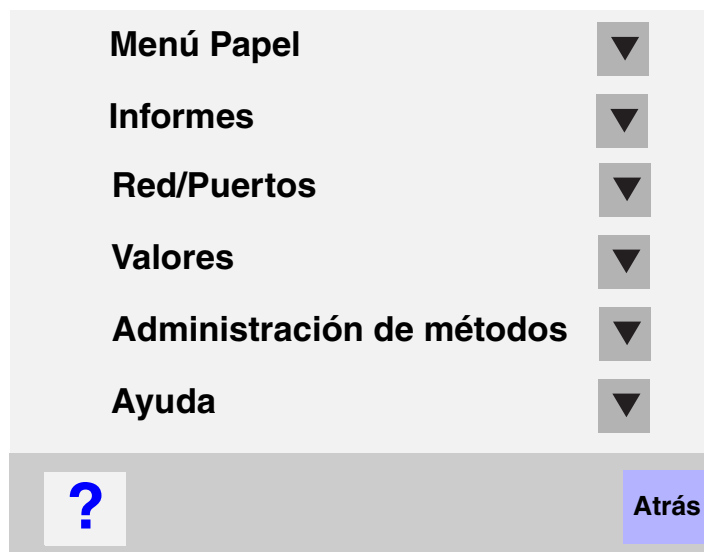 Menú Papel
Informes
Red/Puertos
Valores
Administración de métodos
Ayuda
?
Atrás